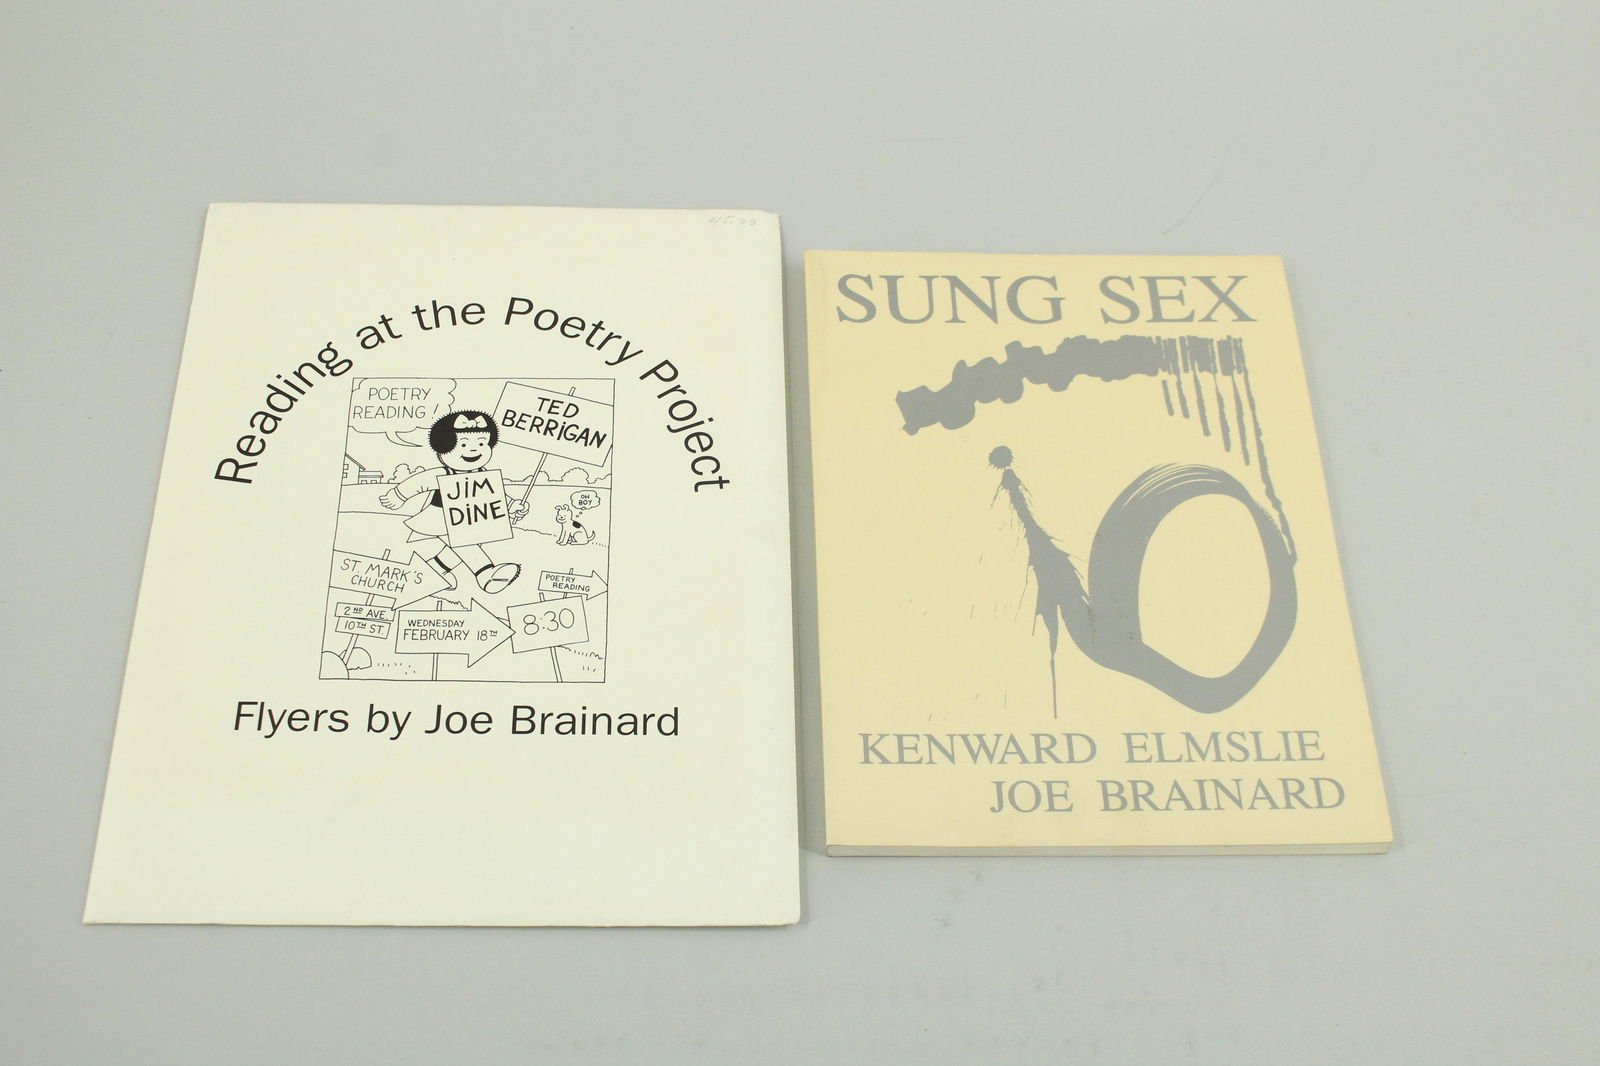 45.00
Reading at the Poetry Project
POETRY
READING!
TED
BERRIGAN
JIM
DINE
OH
BOY
ST. MARK'S
CHURCH
POETRY
READING
2ND AVE.
10TH ST.
WEDNESDAY
FEBRUARY 18TH
8:30
Flyers by Joe Brainard
SUNG SEX
KENWARD ELMSLIE
JOE BRAINARD